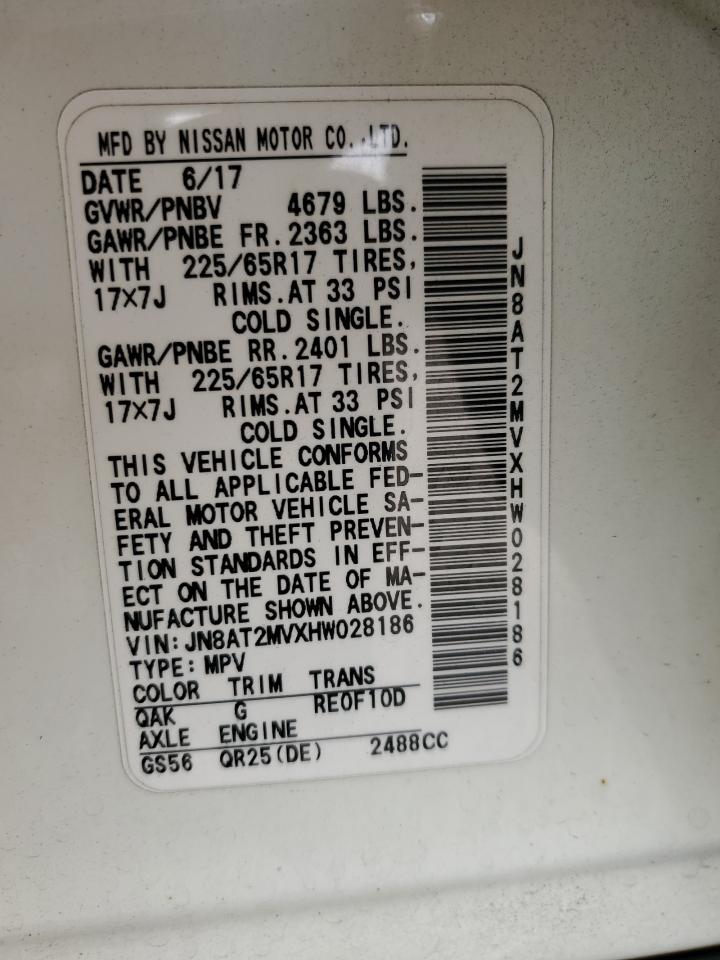 MFD BY NISSAN MOTOR CO.,LTD.
DATE 6/17
GVWR/PNBV 4679 LBS.
GAWR/PNBE FR.2363 LBS.
WITH 225/65R17 TIRES,
17×7J RIMS.AT 33 PSI
COLD SINGLE.
GAWR/PNBE RR.2401 LBS.
WITH 225/65R17 TIRES,
17×7J RIMS.AT 33 PSI
COLD SINGLE.
THIS VEHICLE CONFORMS
TO ALL APPLICABLE FED-
ERAL MOTOR VEHICLE SA-
FETY AND THEFT PREVEN-
TION STANDARDS IN EFF-
ECT ON THE DATE OF MA-
NUFACTURE SHOWN ABOVE.
VIN:JN8AT2MVXHW028186
TYPE:MPV
COLOR TRIM TRANS
QAK G RE0F10D
AXLE ENGINE
GS56 QR25(DE) 2488CC
JN8AT2MVXHW028186